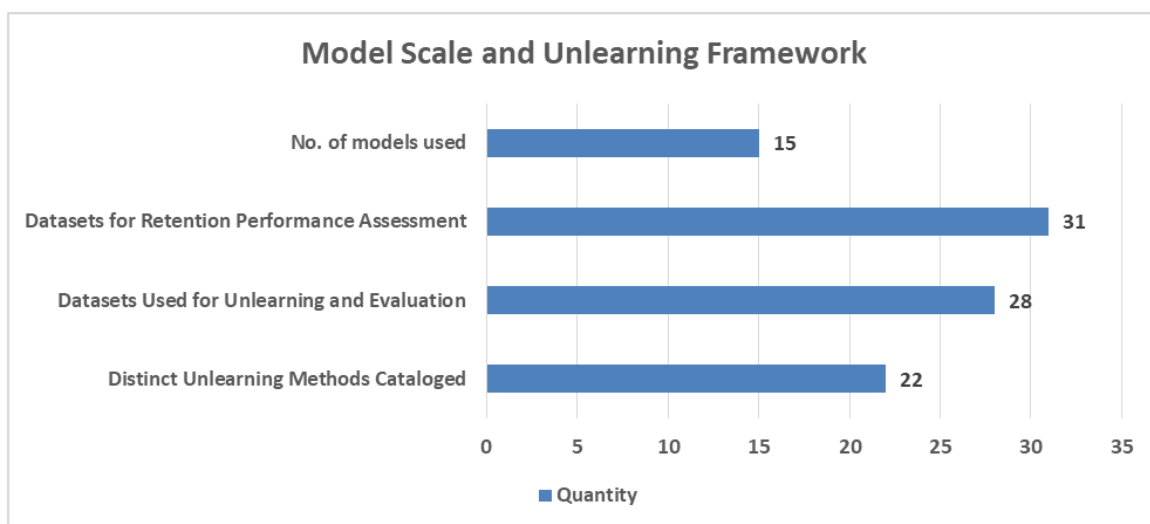 Model Scale and Unlearning Framework
No. of models used
15
Datasets for Retention Performance Assessment
31
Datasets Used for Unlearning and Evaluation
28
Distinct Unlearning Methods Cataloged
22
0 5 10 15 20 25 30 35
Quantity